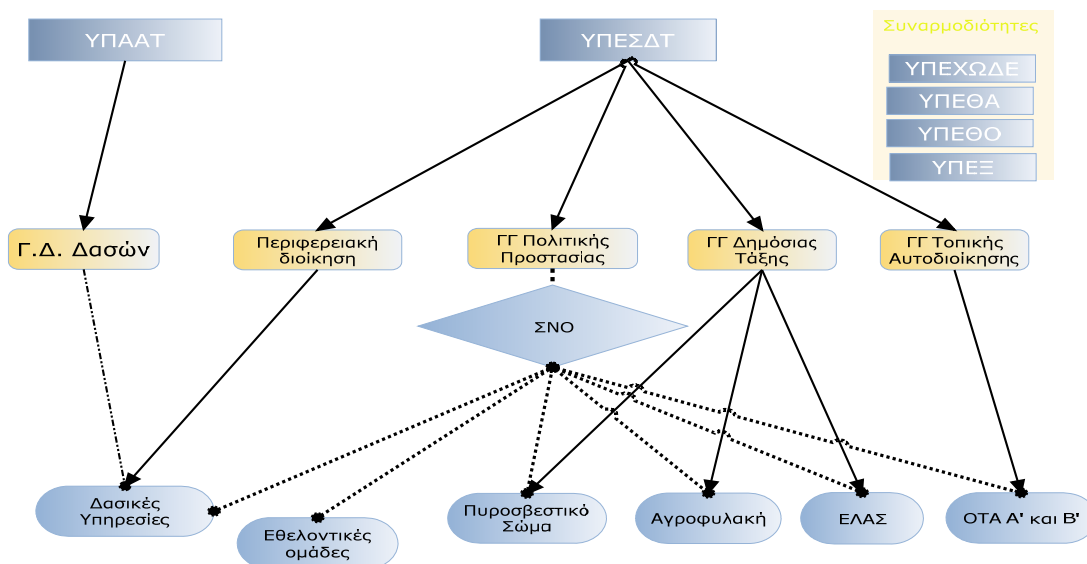 ΥΠΑΑΤ
ΥΠΕΣΔΤ
Συναρμοδιότητες
ΥΠΕΧΩΔΕ
ΥΠΕΘΑ
ΥΠΕΘΟ
ΥΠΕΞ
Γ.Δ. Δασών
Περιφερειακή
διοίκηση
ΓΓ Πολιτικής
Προστασίας
ΓΓ Δημόσιας
Τάξης
ΓΓ Τοπικής
Αυτοδιοίκησης
ΣΝΟ
Δασικές
Υπηρεσίες
Εθελοντικές
ομάδες
Πυροσβεστικό
Σώμα
Αγροφυλακή
ΕΛΑΣ
ΟΤΑ Α' και Β'